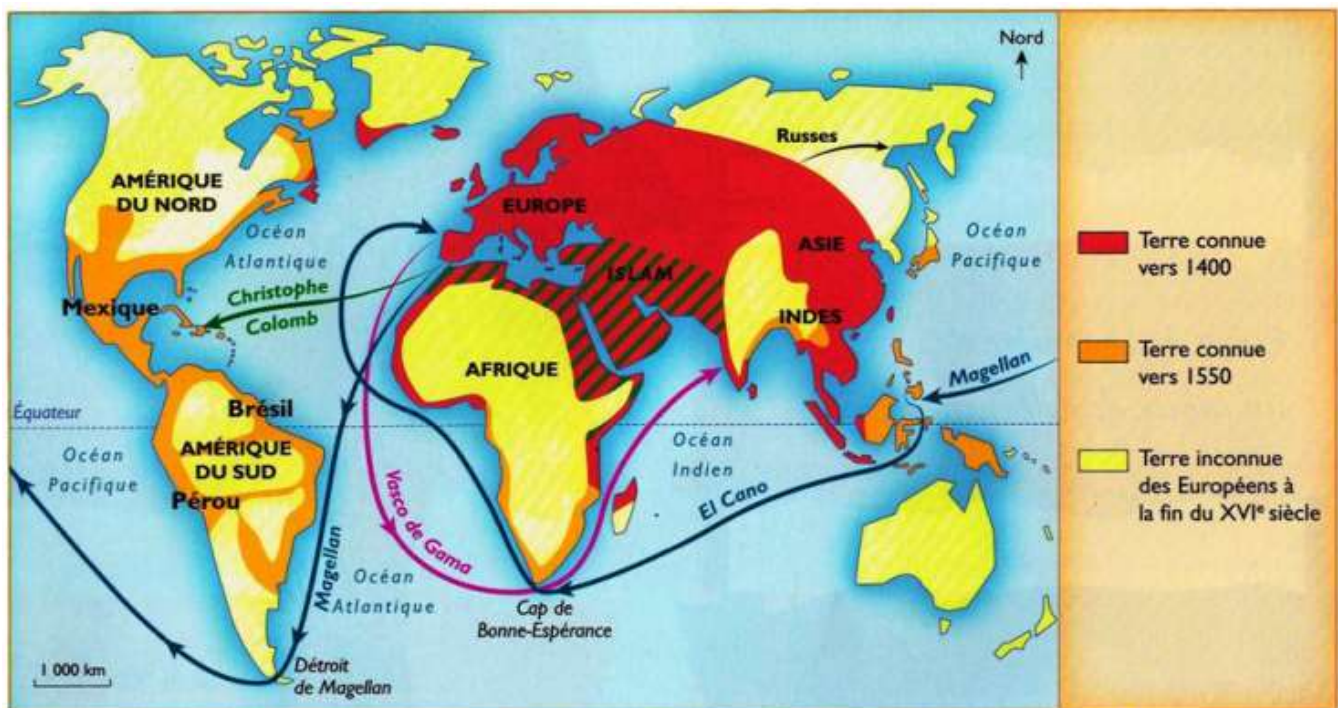 Nord
Russes
AMÉRIQUE
DU NORD
EUROPE
ASIE
Océan
Atlantique
Océan
Pacifique
ISLAM
Christophe
Colomb
Mexique
INDES
AFRIQUE
Magellan
Équateur
Brésil
AMÉRIQUE
DU SUD
Océan
Pacifique
Pérou
Océan
Indien
El Cano
Vasco de Gama
Magellan
Océan
Atlantique
Cap de
Bonne-Espérance
Détroit
de Magellan
1 000 km
Terre connue
vers 1400
Terre connue
vers 1550
Terre inconnue
des Européens à
la fin du XVIe siècle